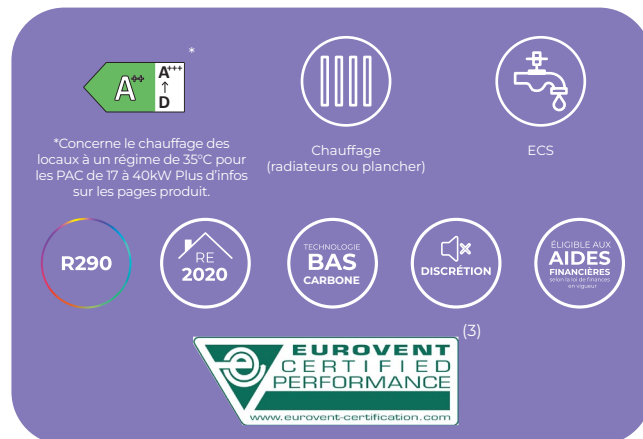 *
A++
A+++
↑
D
*Concerne le chauffage des
locaux à un régime de 35°C pour
les PAC de 17 à 40kW Plus d'infos
sur les pages produit.
Chauffage
(radiateurs ou plancher)
ECS
R290
RE
2020
TECHNOLOGIE
BAS
CARBONE
DISCRÉTION
ÉLIGIBLE AUX
AIDES
FINANCIÈRES
selon la loi de finances
en vigueur
(3)
EUROVENT
CERTIFIED
PERFORMANCE
www.eurovent-certification.com